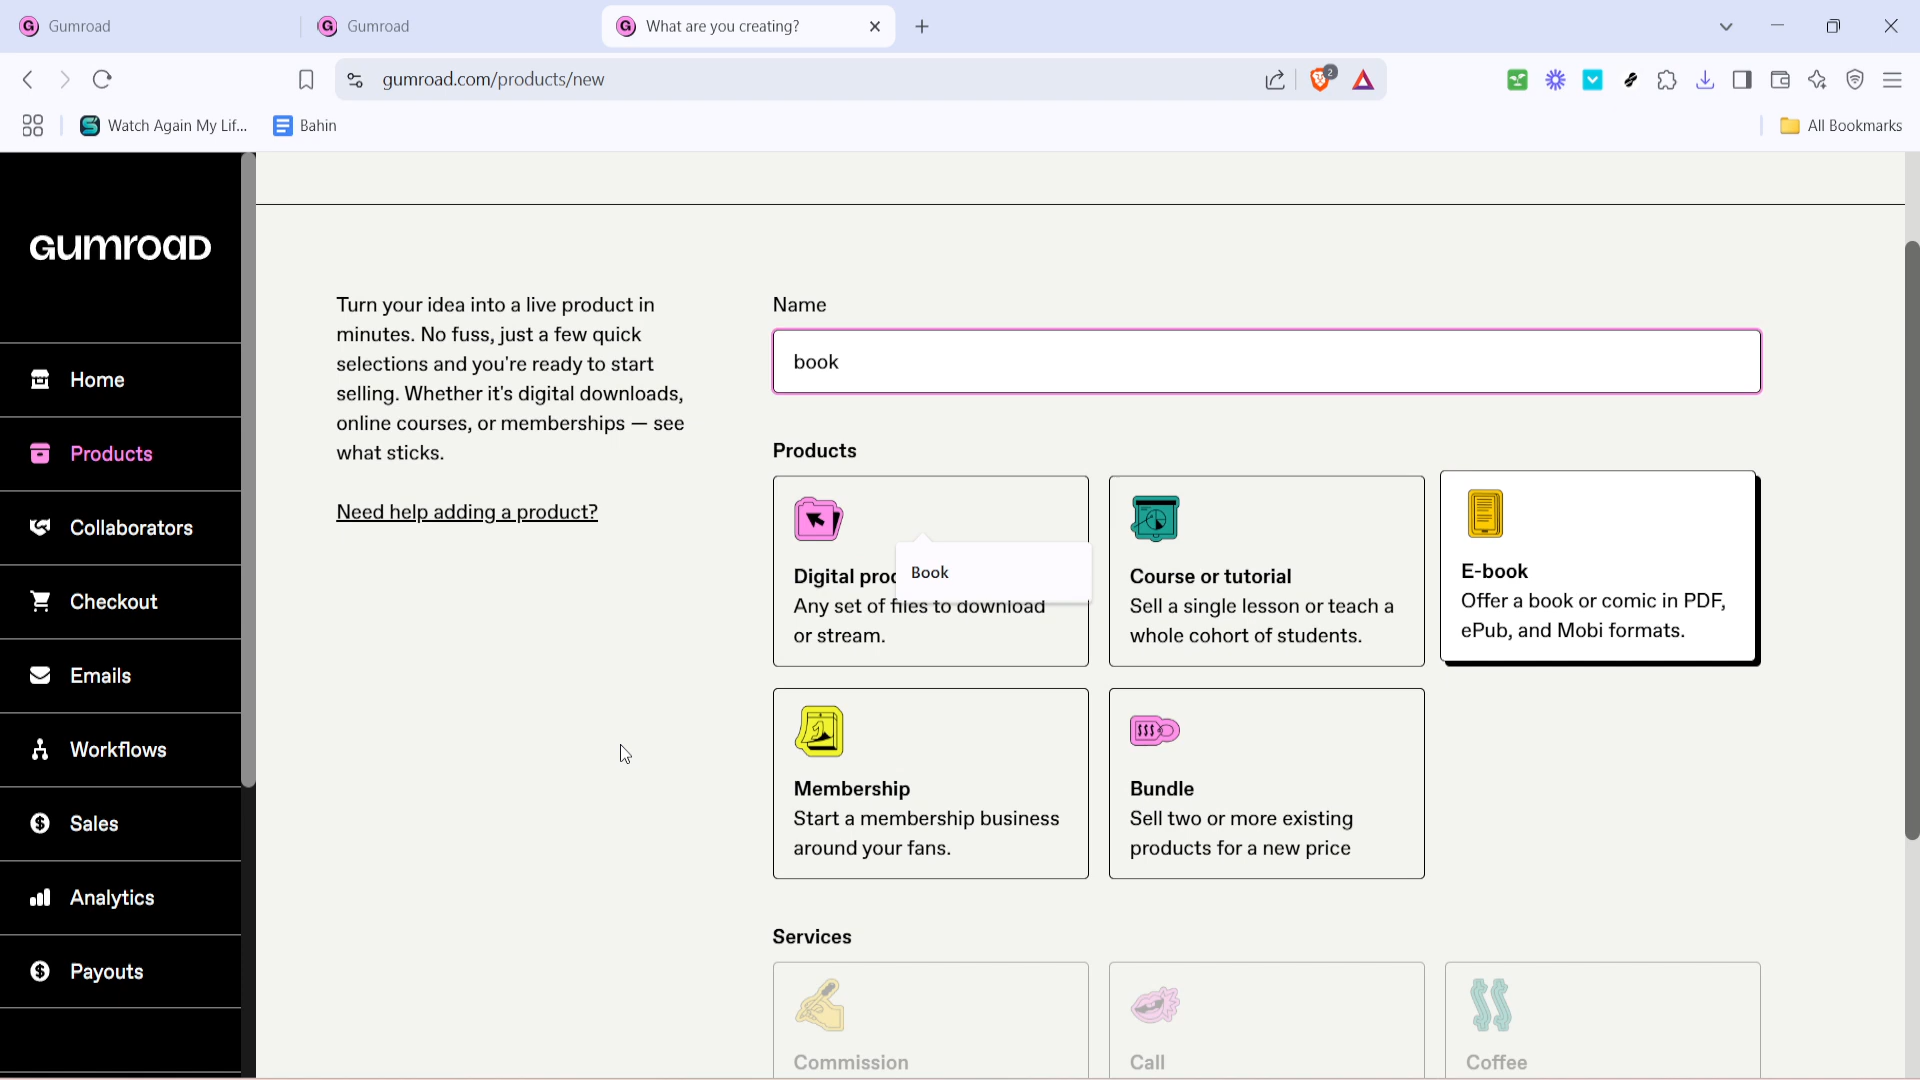 Gumroad
Gumroad
What are you creating?
gumroad.com/products/new
2
Watch Again My Lif...
Bahin
All Bookmarks
GUMROAD
Home
Products
Collaborators
Checkout
Emails
Workflows
Sales
Analytics
Payouts
Turn your idea into a live product in
minutes. No fuss, just a few quick
selections and you're ready to start
selling. Whether it's digital downloads,
online courses, or memberships — see
what sticks.
Need help adding a product?
Name
book
Products
Digital
Book
Any set of files to download
or stream.
Course or tutorial
Sell a single lesson or teach a
whole cohort of students.
E-book
Offer a book or comic in PDF,
ePub, and Mobi formats.
Membership
Start a membership business
around your fans.
Bundle
Sell two or more existing
products for a new price
Services
Commission
Call
Coffee